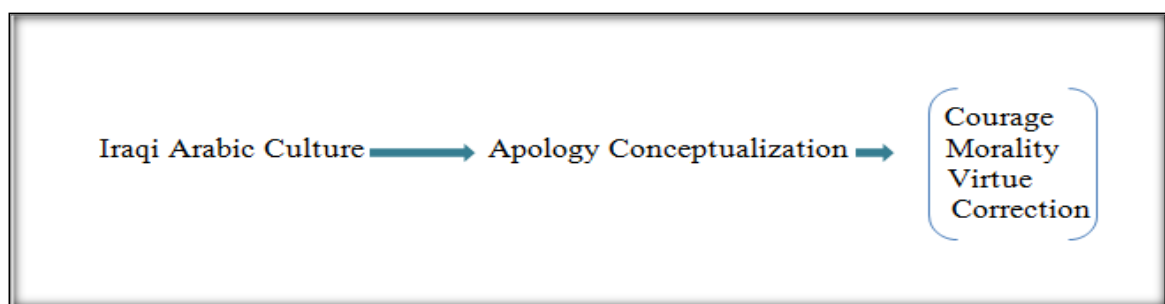 Iraqi Arabic Culture
Apology Conceptualization
Courage
Morality
Virtue
Correction